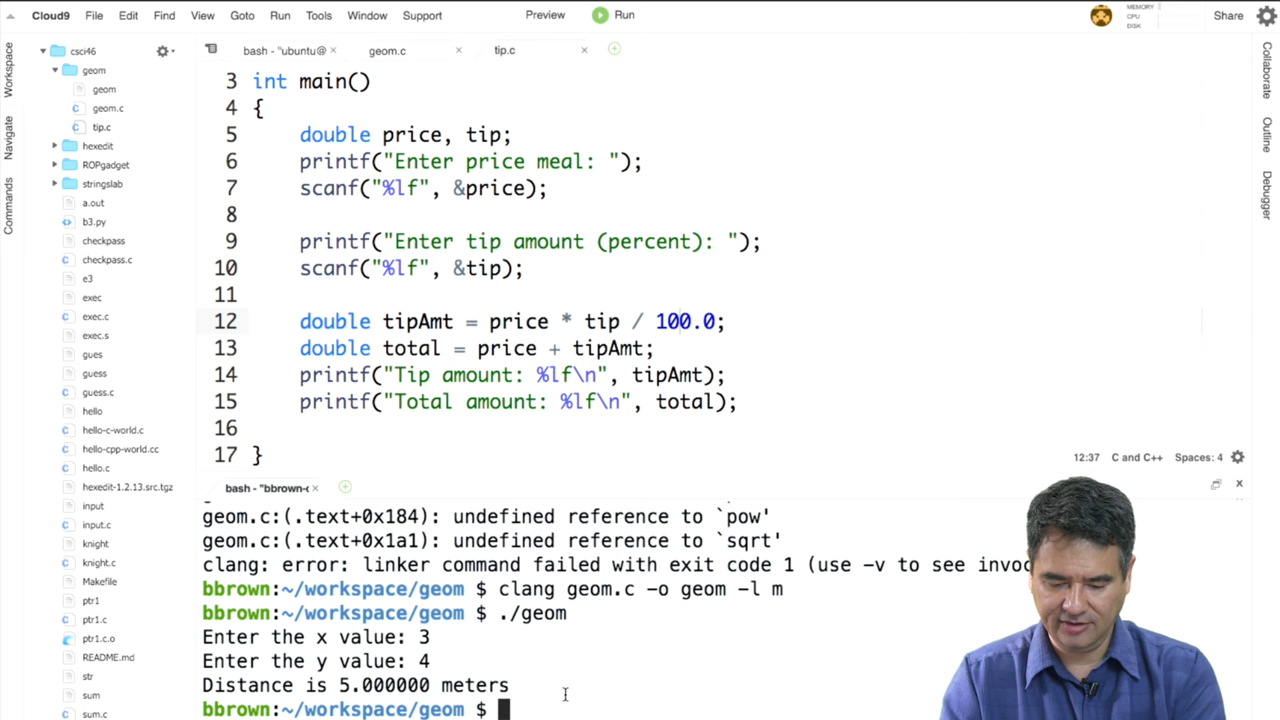 Cloud9 File Edit Find View Goto Run Tools Window Support Preview Run MEMORY CPU DISK Share
Workspace
Navigate
Commands
csci46
geom
geom
geom.c
tip.c
hexedit
ROPgadget
stringslab
a.out
b3.py
checkpass
checkpass.c
e3
exec
exec.c
exec.s
gues
guess
guess.c
hello
hello-c-world.c
hello-cpp-world.cc
hello.c
hexedit-1.2.13.src.tgz
input
input.c
knight
knight.c
Makefile
ptr1
ptr1.c
ptr1.c.o
README.md
str
sum
sum.c
bash - "ubuntu@ geom.c tip.c
3 int main()
4 {
5 double price, tip;
6 printf("Enter price meal: ");
7 scanf("%lf", &price);
8
9 printf("Enter tip amount (percent): ");
10 scanf("%lf", &tip);
11
12 double tipAmt = price * tip / 100.0;
13 double total = price + tipAmt;
14 printf("Tip amount: %lf\n", tipAmt);
15 printf("Total amount: %lf\n", total);
16
17 }
12:37 C and C++ Spaces: 4
bash - "bbrown-c
geom.c:(.text+0x184): undefined reference to `pow'
geom.c:(.text+0x1a1): undefined reference to `sqrt'
clang: error: linker command failed with exit code 1 (use -v to see invoc
bbrown:~/workspace/geom $ clang geom.c -o geom -l m
bbrown:~/workspace/geom $ ./geom
Enter the x value: 3
Enter the y value: 4
Distance is 5.000000 meters
bbrown:~/workspace/geom $
Collaborate
Outline
Debugger